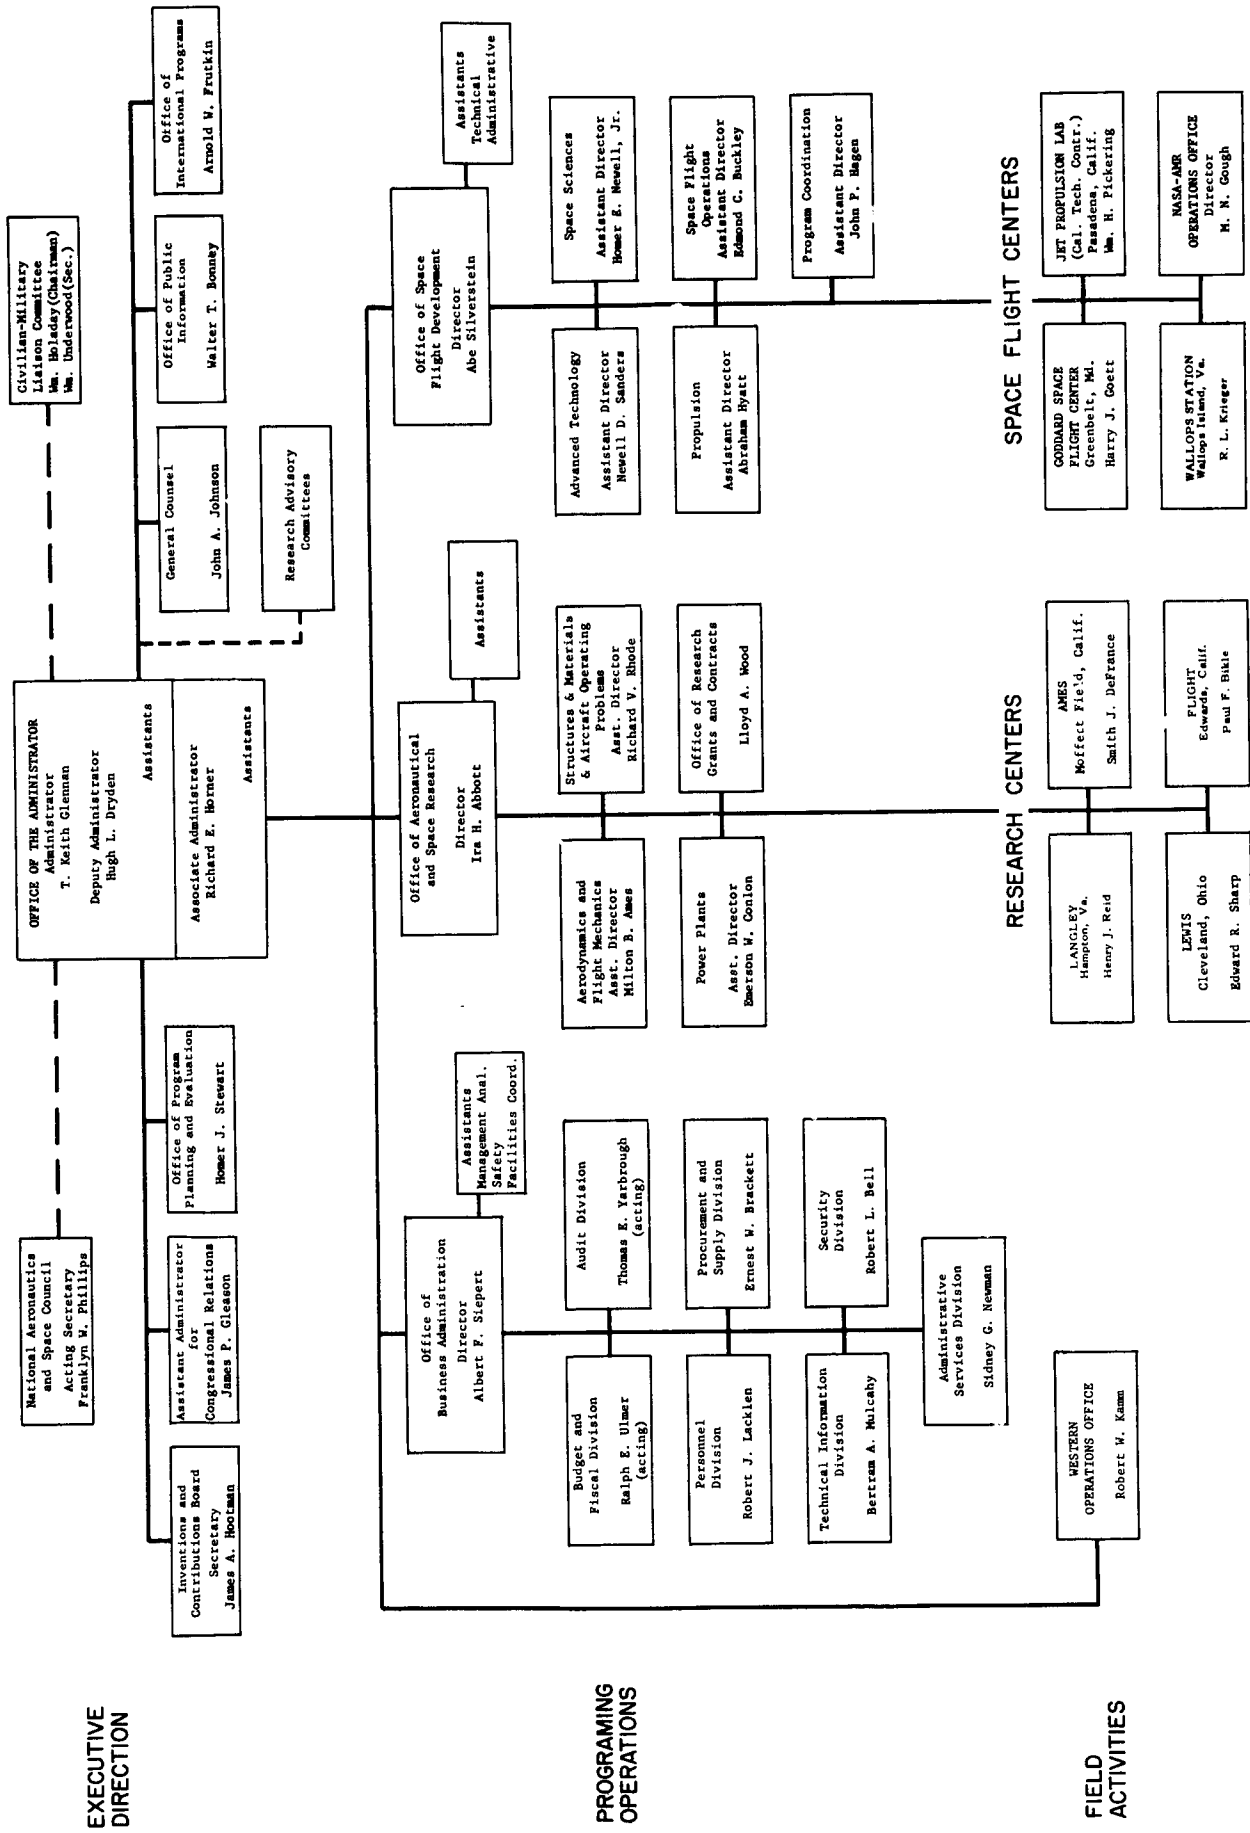 EXECUTIVE
DIRECTION
National Aeronautics
and Space Council
Acting Secretary
Franklyn W. Phillips
OFFICE OF THE ADMINISTRATOR
Administrator
T. Keith Glennan
Deputy Administrator
Hugh L. Dryden
Assistants
Associate Administrator
Richard E. Horner
Assistants
Civilian-Military
Liaison Committee
Wm. Holaday(Chairman)
Wm. Underwood(Sec.)
Inventions and
Contributions Board
Secretary
James A. Hootman
Assistant Administrator
for
Congressional Relations
James P. Gleason
Office of Program
Planning and Evaluation
Homer J. Stewart
General Counsel
John A. Johnson
Office of Public
Information
Walter T. Bonney
Office of
International Programs
Arnold W. Frutkin
Research Advisory
Committees
PROGRAMING
OPERATIONS
Office of
Business Administration
Director
Albert F. Siepert
Assistants
Management Anal.
Safety
Facilities Coord.
Budget and
Fiscal Division
Ralph E. Ulmer
(acting)
Audit Division
Thomas E. Yarbrough
(acting)
Personnel
Division
Robert J. Lacklen
Procurement and
Supply Division
Ernest W. Brackett
Technical Information
Division
Bertram A. Mulcahy
Security
Division
Robert L. Bell
Administrative
Services Division
Sidney G. Newman
Office of Aeronautical
and Space Research
Director
Ira H. Abbott
Assistants
Aerodynamics and
Flight Mechanics
Asst. Director
Milton B. Ames
Structures & Materials
& Aircraft Operating
Problems
Asst. Director
Richard V. Rhode
Power Plants
Asst. Director
Emerson W. Conlon
Office of Research
Grants and Contracts
Lloyd A. Wood
Office of Space
Flight Development
Director
Abe Silverstein
Assistants
Technical
Administrative
Advanced Technology
Assistant Director
Newell D. Sanders
Space Sciences
Assistant Director
Homer E. Newell, Jr.
Propulsion
Assistant Director
Abraham Hyatt
Space Flight
Operations
Assistant Director
Edmond C. Buckley
Program Coordination
Assistant Director
John P. Hagen
FIELD
ACTIVITIES
WESTERN
OPERATIONS OFFICE
Robert W. Kamm
RESEARCH CENTERS
LANGLEY
Hampton, Va.
Henry J. Reid
AMES
Moffect Field, Calif.
Smith J. DeFrance
LEWIS
Cleveland, Ohio
Edward R. Sharp
FLIGHT
Edwards, Calif.
Paul F. Bikle
SPACE FLIGHT CENTERS
GODDARD SPACE
FLIGHT CENTER
Greenbelt, Md.
Harry J. Goett
JET PROPULSION LAB
(Cal. Tech. Contr.)
Pasadena, Calif.
Wm. H. Pickering
WALLOPS STATION
Wallops Island, Va.
R. L. Krieger
NASA-AMR
OPERATIONS OFFICE
Director
M. N. Gough